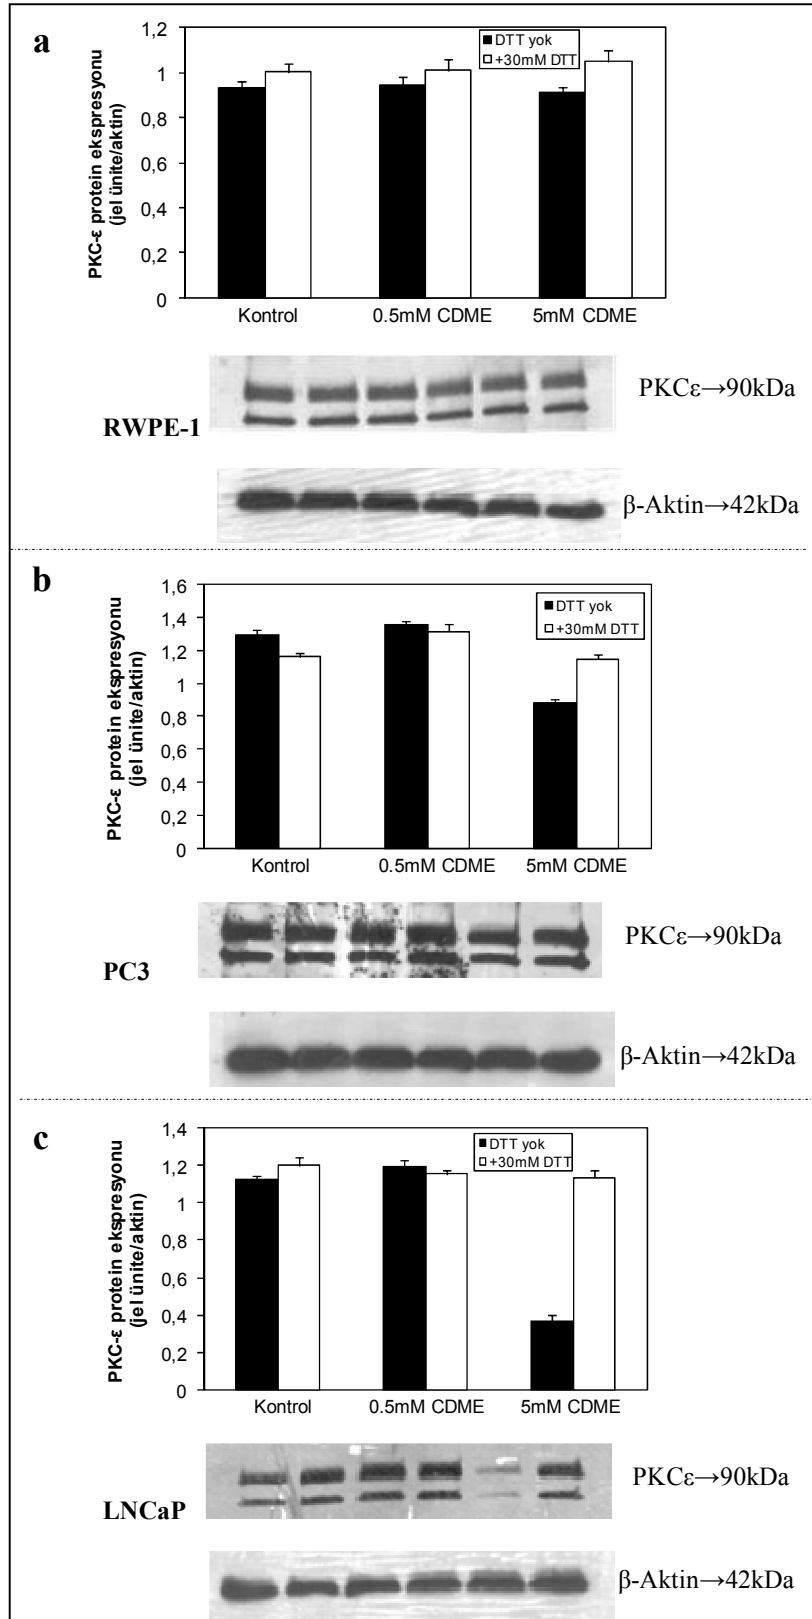 a
PKC-ε protein ekspresyonu
(jel ünite/aktin)
1,2
1
0,8
0,6
0,4
0,2
0
DTT yok
+30mM DTT
Kontrol
0.5mM CDME
5mM CDME
PKCε→90kDa
RWPE-1
β-Aktin→42kDa
b
PKC-ε protein ekspresyonu
(jel ünite/aktin)
1,6
1,4
1,2
1
0,8
0,6
0,4
0,2
0
DTT yok
+30mM DTT
Kontrol
0.5mM CDME
5mM CDME
PKCε→90kDa
PC3
β-Aktin→42kDa
c
PKC-ε protein ekspresyonu
(jel ünite/aktin)
1,4
1,2
1
0,8
0,6
0,4
0,2
0
DTT yok
+30mM DTT
Kontrol
0.5mM CDME
5mM CDME
PKCε→90kDa
LNCaP
β-Aktin→42kDa